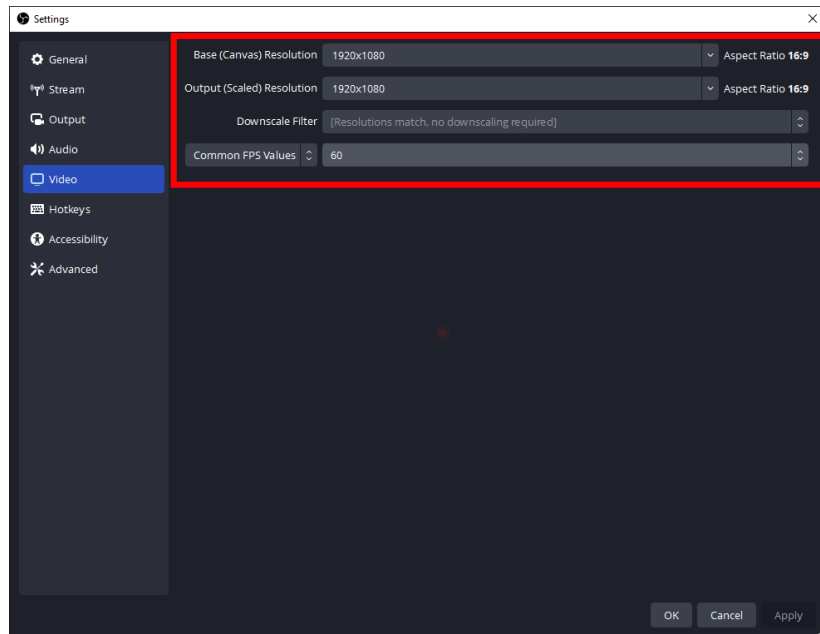 Settings
General
Stream
Output
Audio
Video
Hotkeys
Accessibility
Advanced
Base (Canvas) Resolution 1920x1080 Aspect Ratio 16:9
Output (Scaled) Resolution 1920x1080 Aspect Ratio 16:9
Downscale Filter [Resolutions match, no downscaling required]
Common FPS Values 60
OK Cancel Apply